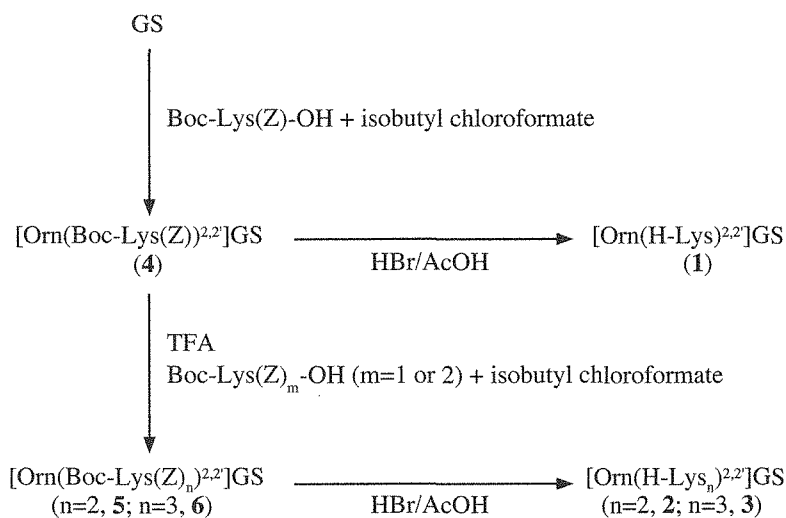 GS
Boc-Lys(Z)-OH + isobutyl chloroformate
[Orn(Boc-Lys(Z))²,²']GS
(4)
HBr/AcOH
[Orn(H-Lys)²,²']GS
(1)
TFA
Boc-Lys(Z)ₘ-OH (m=1 or 2) + isobutyl chloroformate
[Orn(Boc-Lys(Z)ₙ)²,²']GS
(n=2, 5; n=3, 6)
HBr/AcOH
[Orn(H-Lysₙ)²,²']GS
(n=2, 2; n=3, 3)